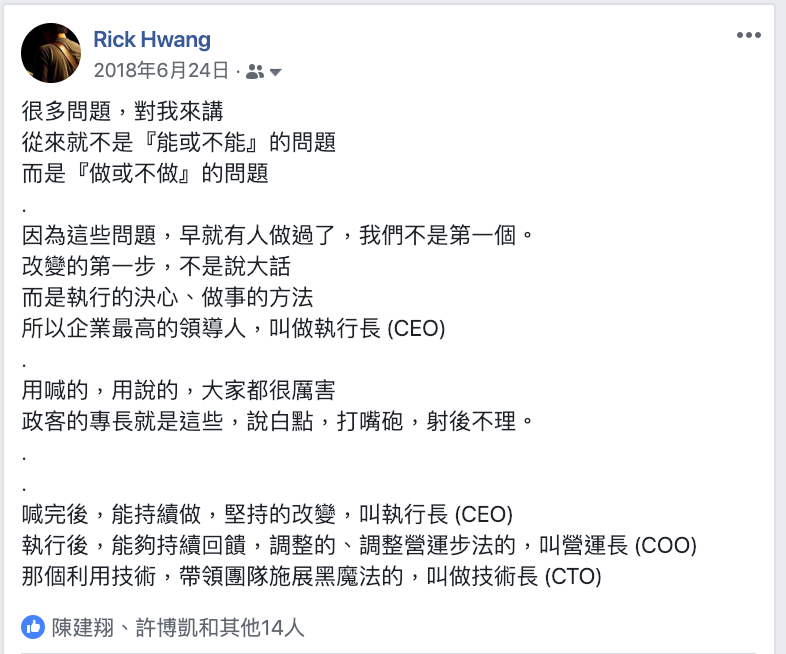 Rick Hwang
2018年6月24日 ·
很多問題，對我來講
從來就不是『能或不能』的問題
而是『做或不做』的問題
.
因為這些問題，早就有人做過了，我們不是第一個。
改變的第一步，不是說大話
而是執行的決心、做事的方法
所以企業最高的領導人，叫做執行長 (CEO)
.
用喊的，用說的，大家都很厲害
政客的專長就是這些，說白點，打嘴砲，射後不理。
.
.
喊完後，能持續做，堅持的改變，叫執行長 (CEO)
執行後，能夠持續回饋，調整的、調整營運步法的，叫營運長 (COO)
那個利用技術，帶領團隊施展黑魔法的，叫做技術長 (CTO)
陳建翔、許博凱和其他14人